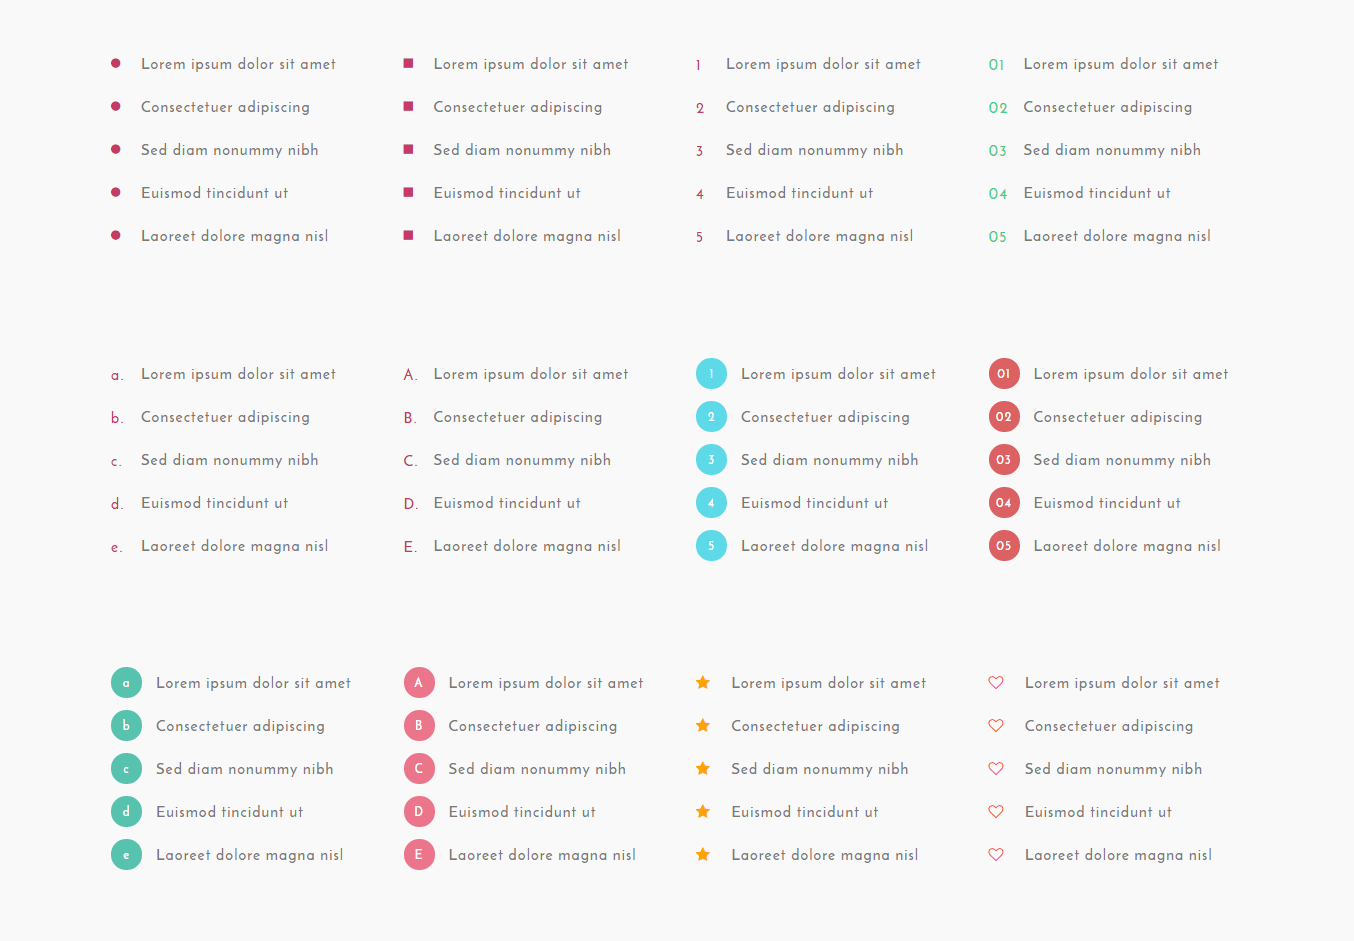 Lorem ipsum dolor sit amet
Consectetuer adipiscing
Sed diam nonummy nibh
Euismod tincidunt ut
Laoreet dolore magna nisl
Lorem ipsum dolor sit amet
Consectetuer adipiscing
Sed diam nonummy nibh
Euismod tincidunt ut
Laoreet dolore magna nisl
1 Lorem ipsum dolor sit amet
2 Consectetuer adipiscing
3 Sed diam nonummy nibh
4 Euismod tincidunt ut
5 Laoreet dolore magna nisl
01 Lorem ipsum dolor sit amet
02 Consectetuer adipiscing
03 Sed diam nonummy nibh
04 Euismod tincidunt ut
05 Laoreet dolore magna nisl
a. Lorem ipsum dolor sit amet
b. Consectetuer adipiscing
c. Sed diam nonummy nibh
d. Euismod tincidunt ut
e. Laoreet dolore magna nisl
A. Lorem ipsum dolor sit amet
B. Consectetuer adipiscing
C. Sed diam nonummy nibh
D. Euismod tincidunt ut
E. Laoreet dolore magna nisl
1 Lorem ipsum dolor sit amet
2 Consectetuer adipiscing
3 Sed diam nonummy nibh
4 Euismod tincidunt ut
5 Laoreet dolore magna nisl
01 Lorem ipsum dolor sit amet
02 Consectetuer adipiscing
03 Sed diam nonummy nibh
04 Euismod tincidunt ut
05 Laoreet dolore magna nisl
a Lorem ipsum dolor sit amet
b Consectetuer adipiscing
c Sed diam nonummy nibh
d Euismod tincidunt ut
e Laoreet dolore magna nisl
A Lorem ipsum dolor sit amet
B Consectetuer adipiscing
C Sed diam nonummy nibh
D Euismod tincidunt ut
E Laoreet dolore magna nisl
Lorem ipsum dolor sit amet
Consectetuer adipiscing
Sed diam nonummy nibh
Euismod tincidunt ut
Laoreet dolore magna nisl
Lorem ipsum dolor sit amet
Consectetuer adipiscing
Sed diam nonummy nibh
Euismod tincidunt ut
Laoreet dolore magna nisl